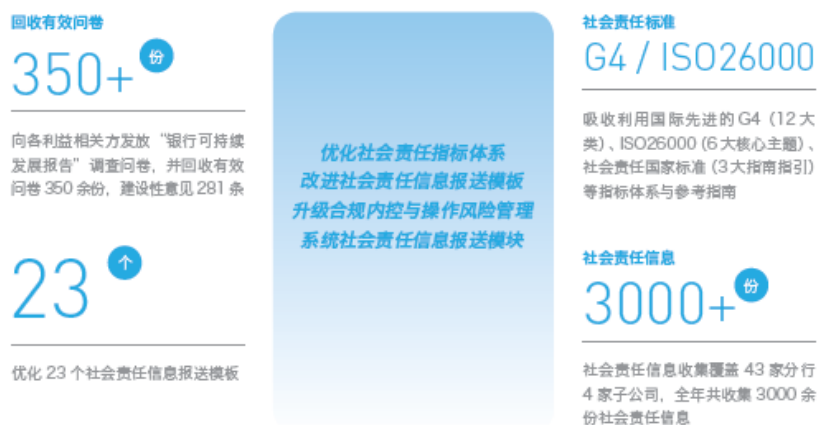 回收有效问卷
350+ 份
向各利益相关方发放“银行可持续
发展报告”调查问卷，并回收有效
问卷 350 余份，建设性意见 281 条
23 个
优化 23 个社会责任信息报送模板
优化社会责任指标体系
改进社会责任信息报送模板
升级合规内控与操作风险管理
系统社会责任信息报送模块
社会责任标准
G4 / ISO26000
吸收利用国际先进的 G4（12 大
类）、ISO26000（6 大核心主题）、
社会责任国家标准（3 大指南指引）
等指标体系与参考指南
社会责任信息
3000+ 份
社会责任信息收集覆盖 43 家分行
4 家子公司，全年共收集 3000 余
份社会责任信息